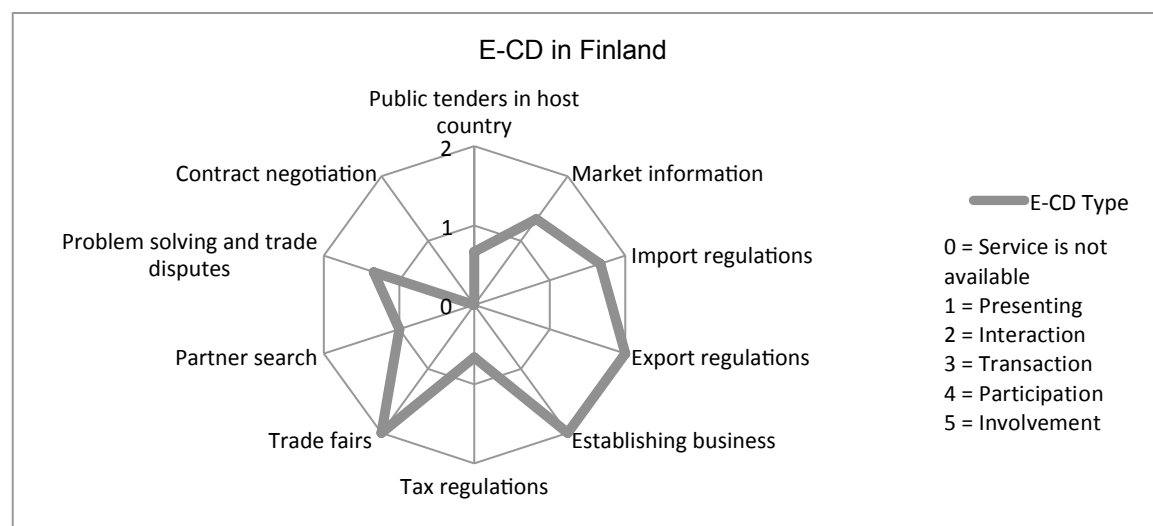 E-CD in Finland
Public tenders in host
country
2
Contract negotiation
Market information
E-CD Type
1
Problem solving and trade
disputes
Import regulations
0 = Service is not
available
1 = Presenting
2 = Interaction
3 = Transaction
4 = Participation
5 = Involvement
0
Partner search
Export regulations
Trade fairs
Establishing business
Tax regulations